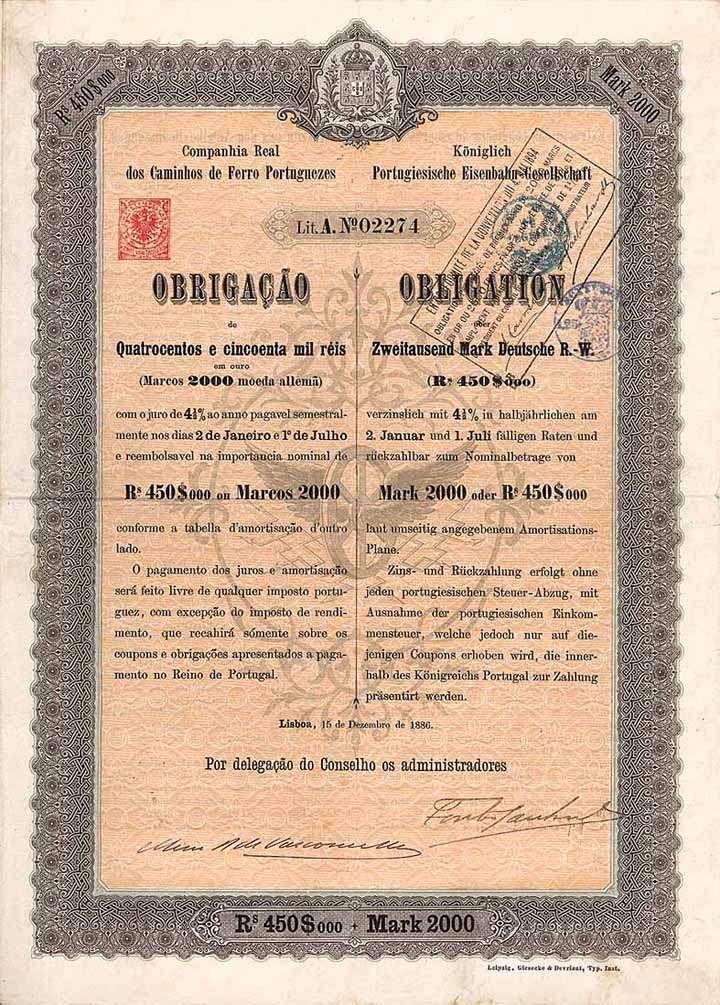 Rs 450$000
Mark 2000
Companhia Real
dos Caminhos de Ferro Portuguezes
Königlich
Portugiesische Eisenbahn-Gesellschaft
Lit. A. No 02274
OBRIGAÇÃO
de
Quatrocentos e cincoenta mil réis
em ouro
(Marcos 2000 moeda allemã)
com o juro de 4½% ao anno pagavel semestral-
mente nos dias 2 de Janeiro e 1º de Julho
e reembolsavel na importancia nominal de
Rs 450$000 ou Marcos 2000
conforme a tabella d'amortisação d'outro
lado.
O pagamento dos juros e amortisação
será feito livre de qualquer imposto portu-
guez, com excepção do imposto de rendi-
mento, que recahirá sómente sobre os
coupons e obrigações apresentados a paga-
mento no Reino de Portugal.
OBLIGATION
über
Zweitausend Mark Deutsche R.-W.
(Rs 450$000)
verzinslich mit 4½% in halbjährlichen am
2. Januar und 1. Juli fälligen Raten und
rückzahlbar zum Nominalbetrage von
Mark 2000 oder Rs 450$000
laut umseitig angegebenem Amortisations-
Plane.
Zins- und Rückzahlung erfolgt ohne
jeden portugiesischen Steuer-Abzug, mit
Ausnahme der portugiesischen Einkom-
mensteuer, welche jedoch nur auf die-
jenigen Coupons erhoben wird, die inner-
halb des Königreichs Portugal zur Zahlung
präsentirt werden.
Lisboa, 15 de Dezembro de 1886.
Por delegação do Conselho os administradores
Rs 450$000 + Mark 2000
Leipzig, Giesecke & Devrient, Typ. Inst.